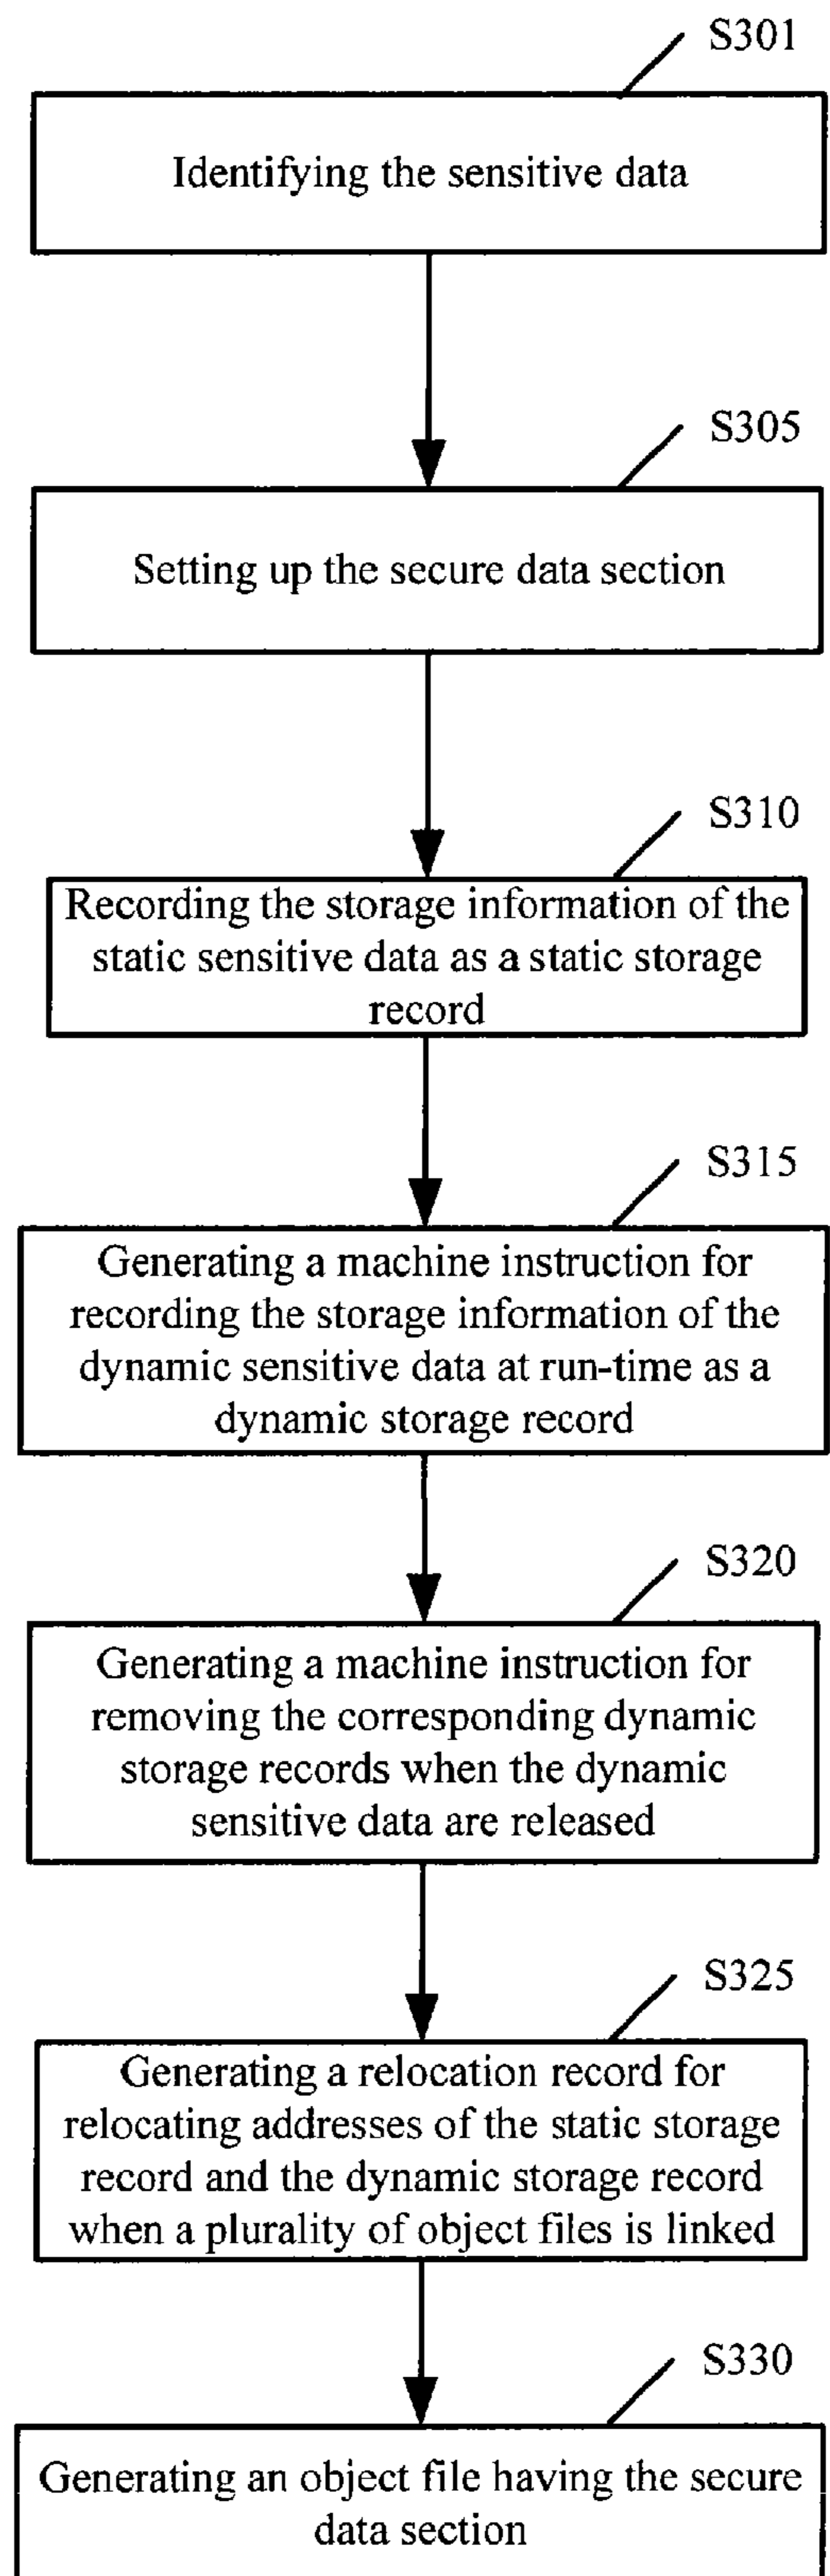 S301
Identifying the sensitive data
S305
Setting up the secure data section
S310
Recording the storage information of the
static sensitive data as a static storage
record
S315
Generating a machine instruction for
recording the storage information of the
dynamic sensitive data at run-time as a
dynamic storage record
S320
Generating a machine instruction for
removing the corresponding dynamic
storage records when the dynamic
sensitive data are released
S325
Generating a relocation record for
relocating addresses of the static storage
record and the dynamic storage record
when a plurality of object files is linked
S330
Generating an object file having the secure
data section